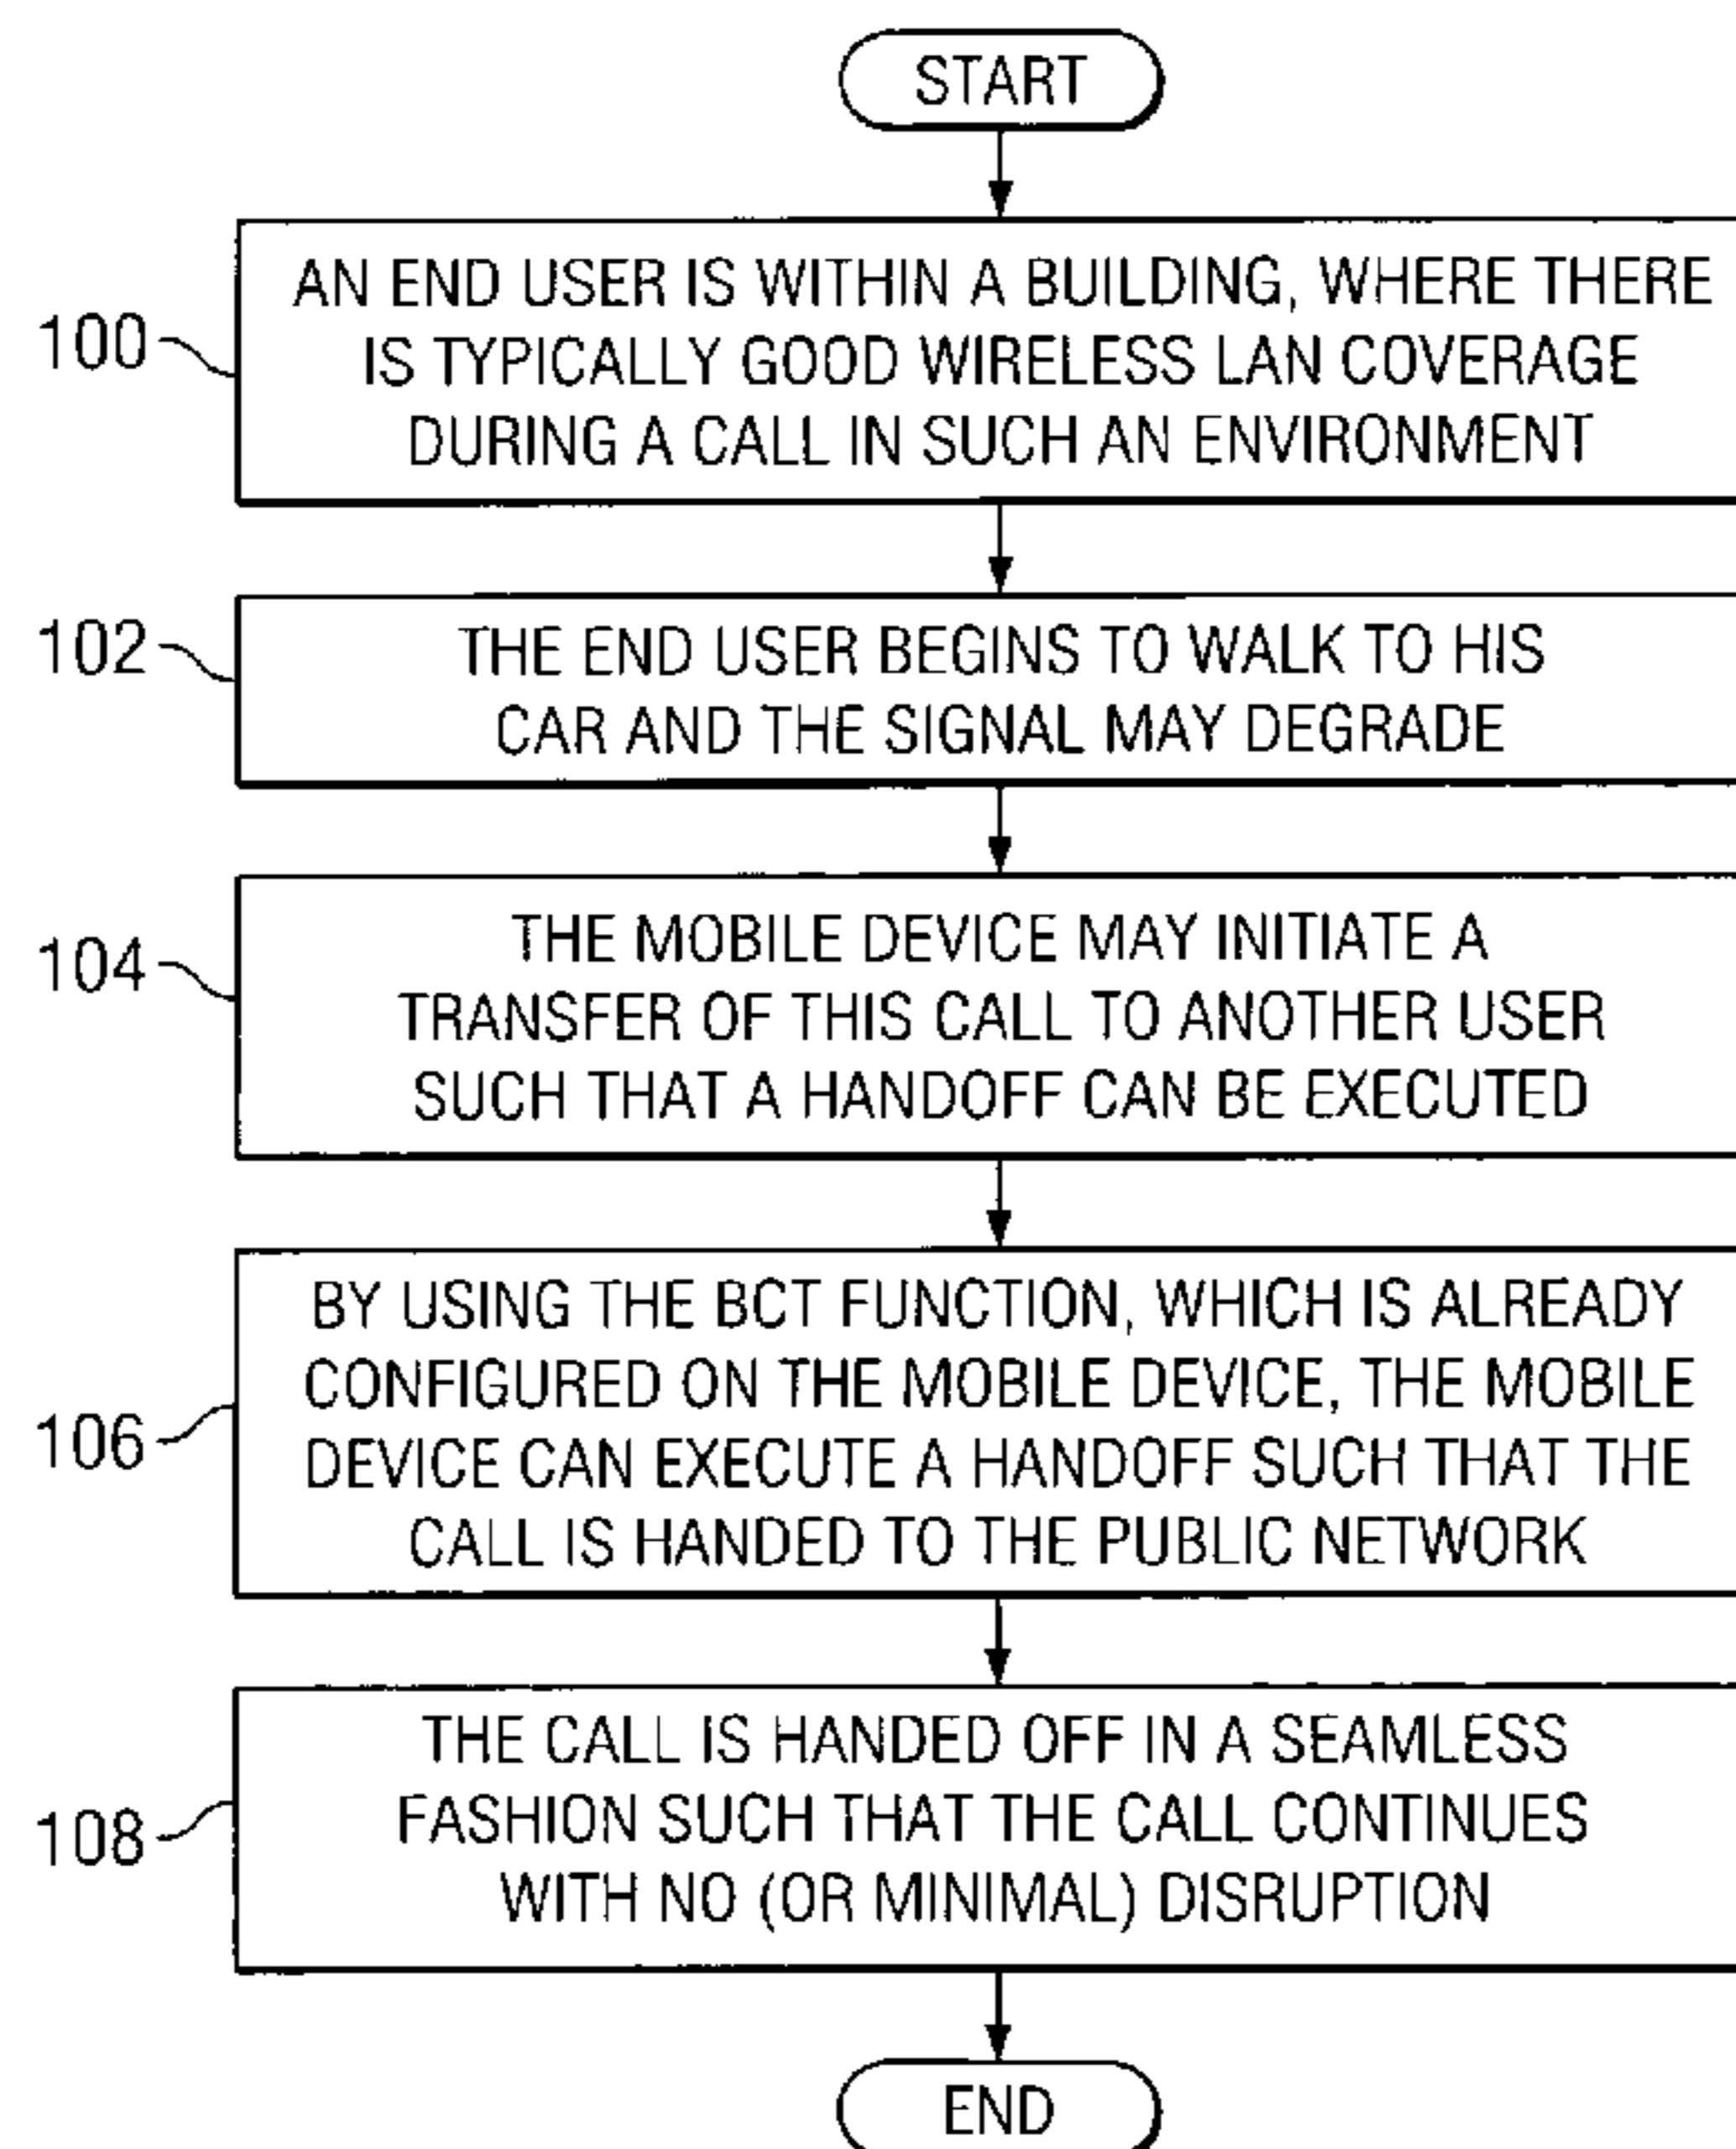 START
100
AN END USER IS WITHIN A BUILDING, WHERE THERE
IS TYPICALLY GOOD WIRELESS LAN COVERAGE
DURING A CALL IN SUCH AN ENVIRONMENT
102
THE END USER BEGINS TO WALK TO HIS
CAR AND THE SIGNAL MAY DEGRADE
104
THE MOBILE DEVICE MAY INITIATE A
TRANSFER OF THIS CALL TO ANOTHER USER
SUCH THAT A HANDOFF CAN BE EXECUTED
106
BY USING THE BCT FUNCTION, WHICH IS ALREADY
CONFIGURED ON THE MOBILE DEVICE, THE MOBILE
DEVICE CAN EXECUTE A HANDOFF SUCH THAT THE
CALL IS HANDED TO THE PUBLIC NETWORK
108
THE CALL IS HANDED OFF IN A SEAMLESS
FASHION SUCH THAT THE CALL CONTINUES
WITH NO (OR MINIMAL) DISRUPTION
END